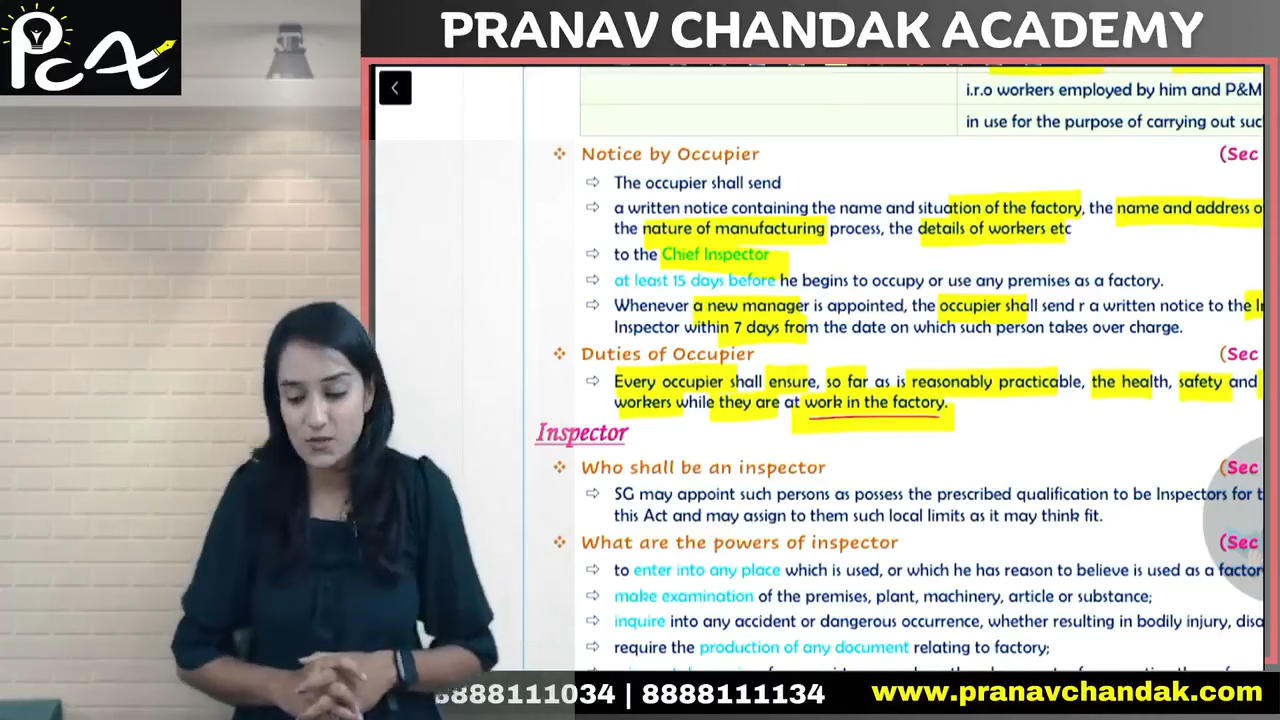 PCA
PRANAV CHANDAK ACADEMY
i.r.o workers employed by him and P&M
in use for the purpose of carrying out suc
Notice by Occupier (Sec
The occupier shall send
a written notice containing the name and situation of the factory, the name and address o
the nature of manufacturing process, the details of workers etc
to the Chief Inspector
at least 15 days before he begins to occupy or use any premises as a factory.
Whenever a new manager is appointed, the occupier shall send r a written notice to the I
Inspector within 7 days from the date on which such person takes over charge.
Duties of Occupier (Sec
Every occupier shall ensure, so far as is reasonably practicable, the health, safety and
workers while they are at work in the factory.
Inspector
Who shall be an inspector (Sec
SG may appoint such persons as possess the prescribed qualification to be Inspectors for t
this Act and may assign to them such local limits as it may think fit.
What are the powers of inspector (Sec
to enter into any place which is used, or which he has reason to believe is used as a factor
make examination of the premises, plant, machinery, article or substance;
inquire into any accident or dangerous occurrence, whether resulting in bodily injury, disa
require the production of any document relating to factory;
8888111034 | 8888111134 www.pranavchandak.com